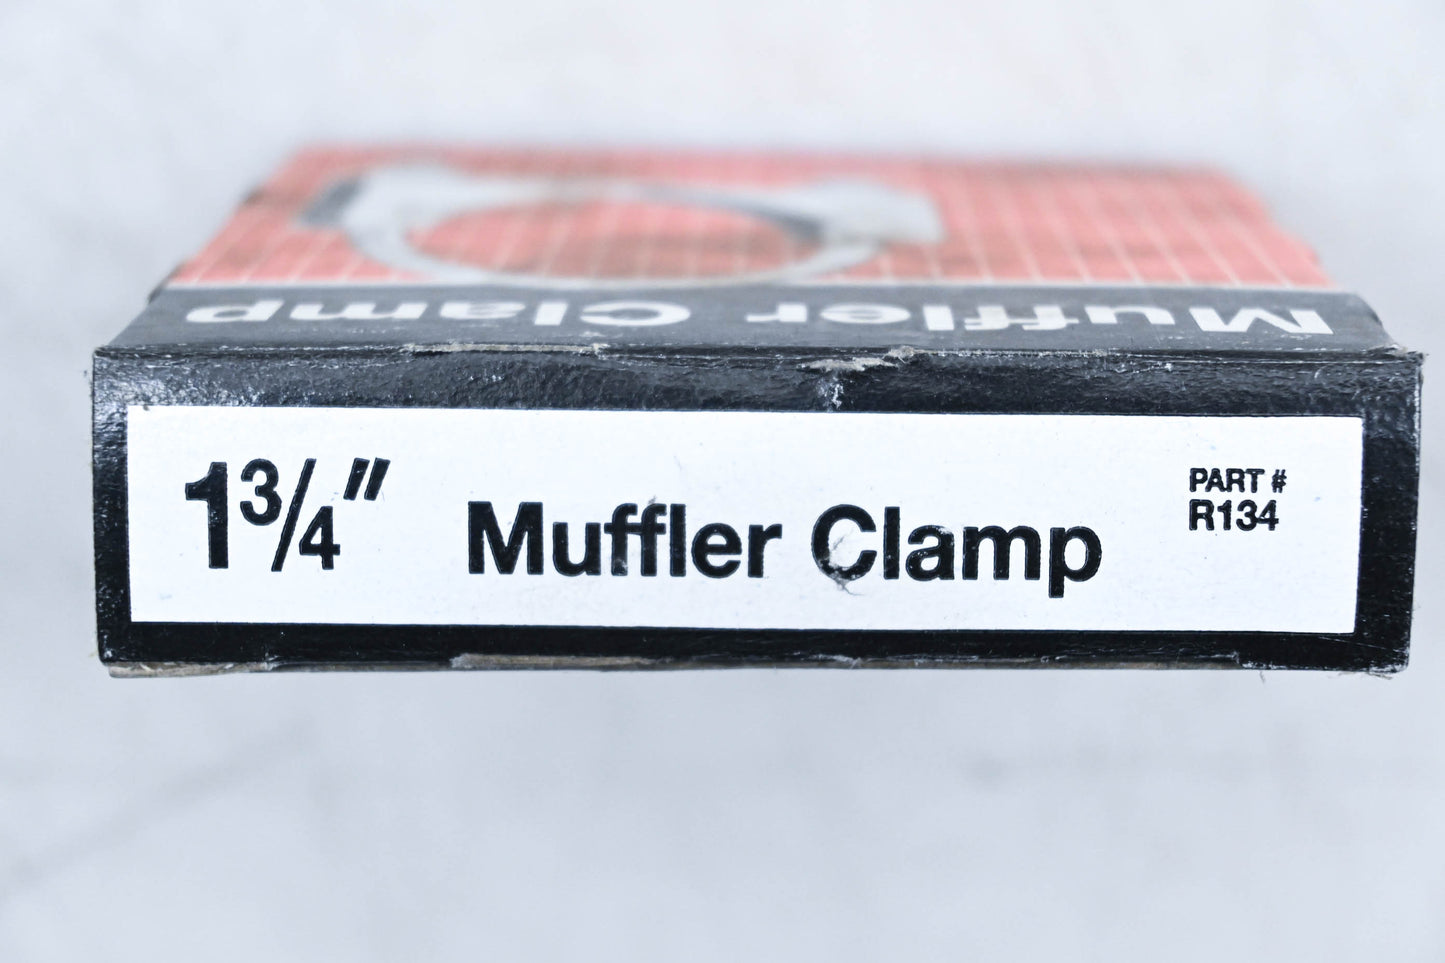 Muffler Clamp
1¾" Muffler Clamp
PART #
R134